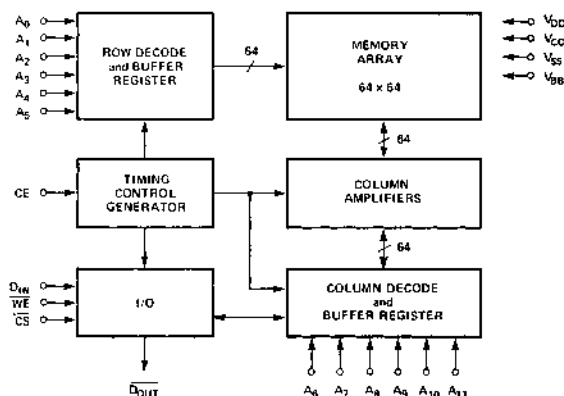 A0
A1
A2
A3
A4
A5
ROW DECODE
and BUFFER
REGISTER
64
MEMORY
ARRAY
64 x 64
VDD
VCC
VSS
VBB
64
CE
TIMING
CONTROL
GENERATOR
COLUMN
AMPLIFIERS
64
DIN
WE
CS
I/O
COLUMN DECODE
and
BUFFER REGISTER
DOUT
A6 A7 A8 A9 A10 A11